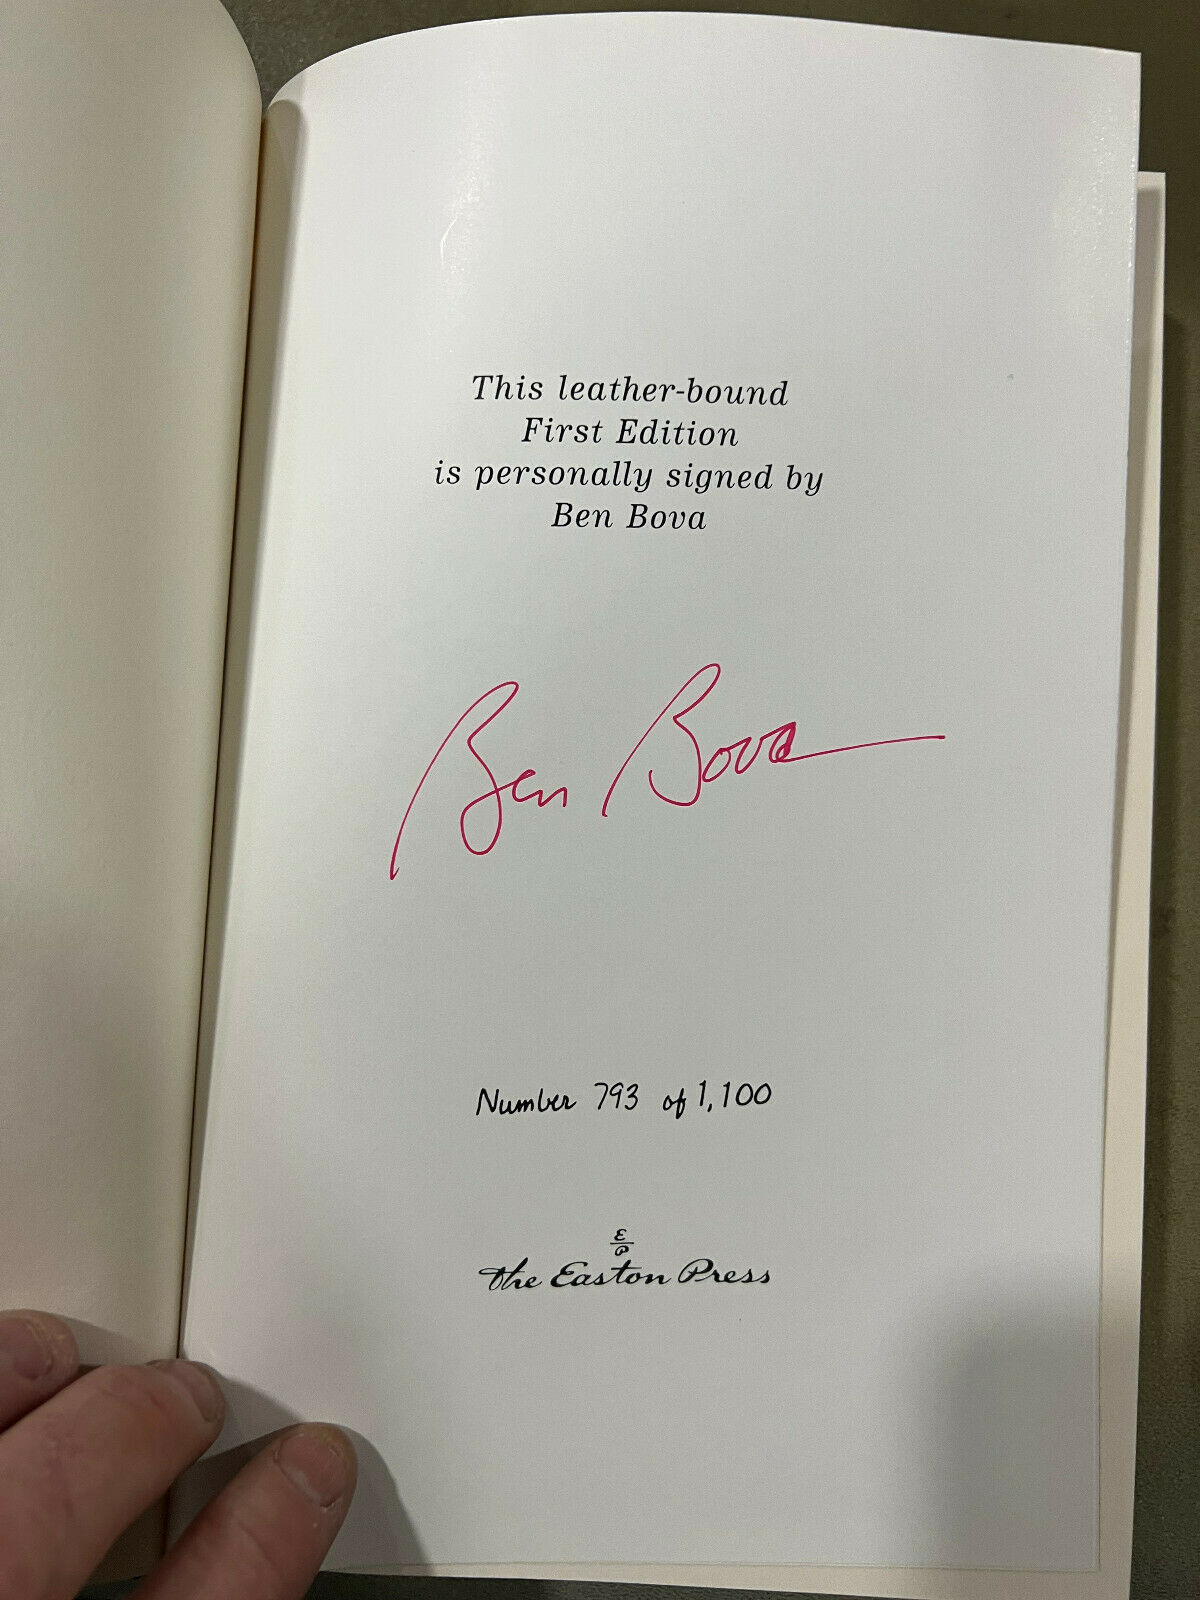 This leather-bound
First Edition
is personally signed by
Ben Bova
Ben Bova
Number 793 of 1,100
E
P
The Easton Press